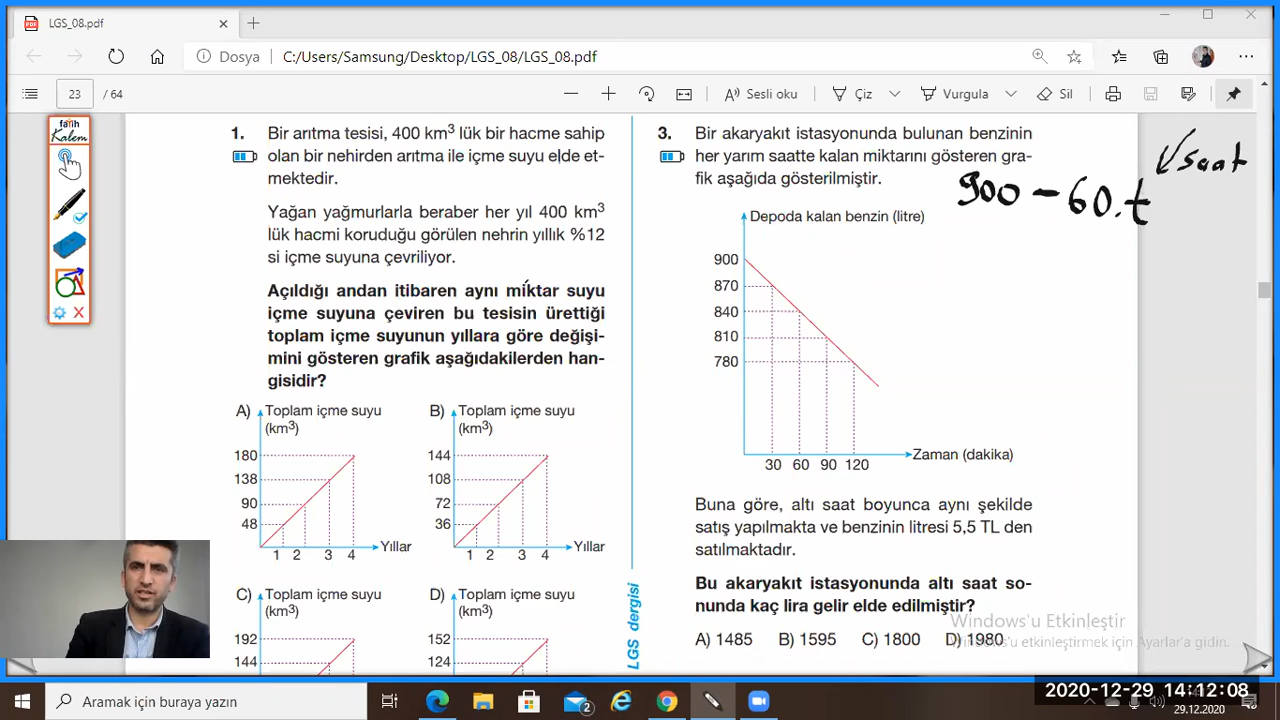 LGS_08.pdf
Dosya
C:/Users/Samsung/Desktop/LGS_08/LGS_08.pdf
23 / 64
Sesli oku
Çiz
Vurgula
Sil
fatih
Kalem
1. Bir arıtma tesisi, 400 km³ lük bir hacme sahip
olan bir nehirden arıtma ile içme suyu elde et-
mektedir.
Yağan yağmurlarla beraber her yıl 400 km³
lük hacmi koruduğu görülen nehrin yıllık %12
si içme suyuna çevriliyor.
Açıldığı andan itibaren aynı miktar suyu
içme suyuna çeviren bu tesisin ürettiği
toplam içme suyunun yıllara göre değişi-
mini gösteren grafik aşağıdakilerden han-
gisidir?
A) Toplam içme suyu
(km³)
180
138
90
48
1 2 3 4
Yıllar
B) Toplam içme suyu
(km³)
144
108
72
36
1 2 3 4
Yıllar
C) Toplam içme suyu
(km³)
192
144
D) Toplam içme suyu
(km³)
152
124
LGS dergisi
3. Bir akaryakıt istasyonunda bulunan benzinin
her yarım saatte kalan miktarını gösteren gra-
fik aşağıda gösterilmiştir.
saat
900 - 60.t
Depoda kalan benzin (litre)
900
870
840
810
780
30 60 90 120
Zaman (dakika)
Buna göre, altı saat boyunca aynı şekilde
satış yapılmakta ve benzinin litresi 5,5 TL den
satılmaktadır.
Bu akaryakıt istasyonunda altı saat so-
nunda kaç lira gelir elde edilmiştir?
A) 1485 B) 1595 C) 1800 D) 1980
Windows'u Etkinleştir
Windows'u etkinleştirmek için Ayarlar'a gidin.
Aramak için buraya yazın
2
2020-12-29 14:12:08
29.12.2020